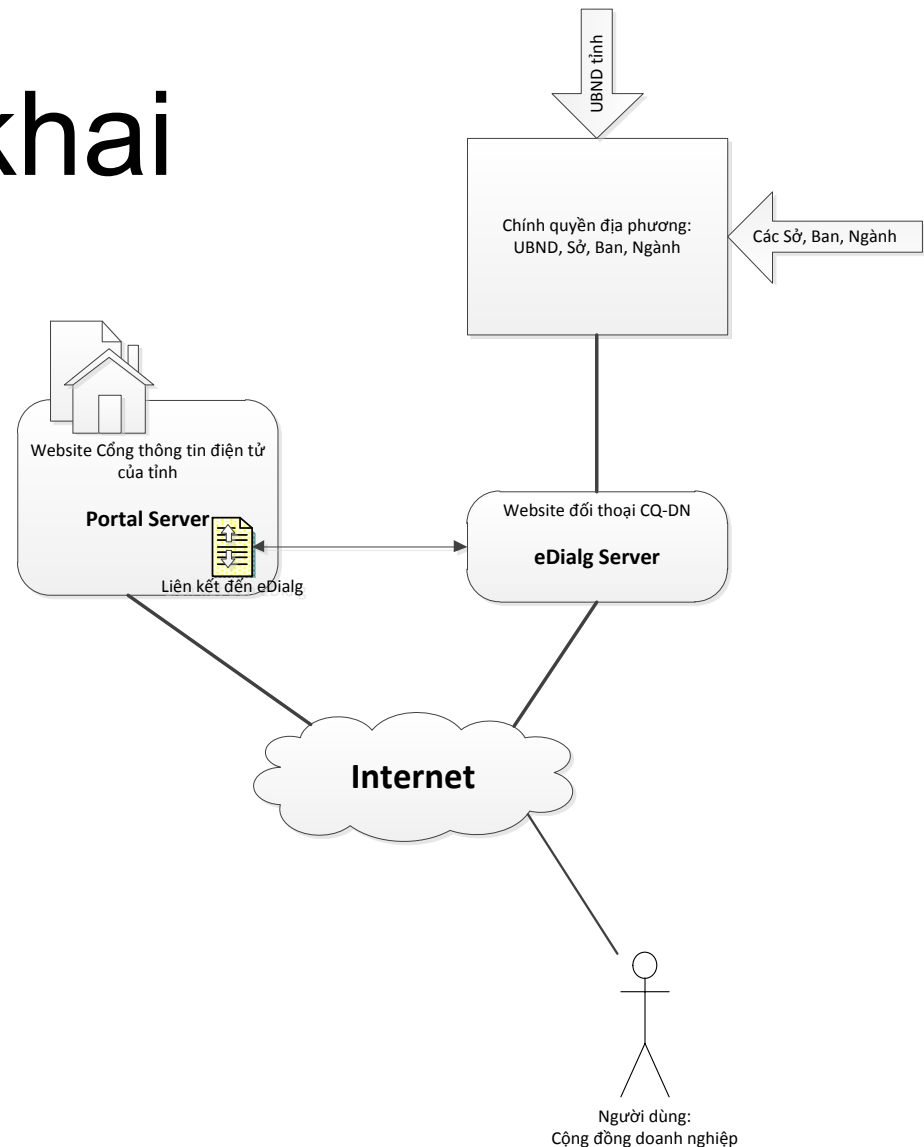 khai
UBND tỉnh
Chính quyền địa phương:
UBND, Sở, Ban, Ngành
Các Sở, Ban, Ngành
Website Cổng thông tin điện tử
của tỉnh
Portal Server
Liên kết đến eDialg
Website đối thoại CQ-DN
eDialg Server
Internet
Người dùng:
Cộng đồng doanh nghiệp